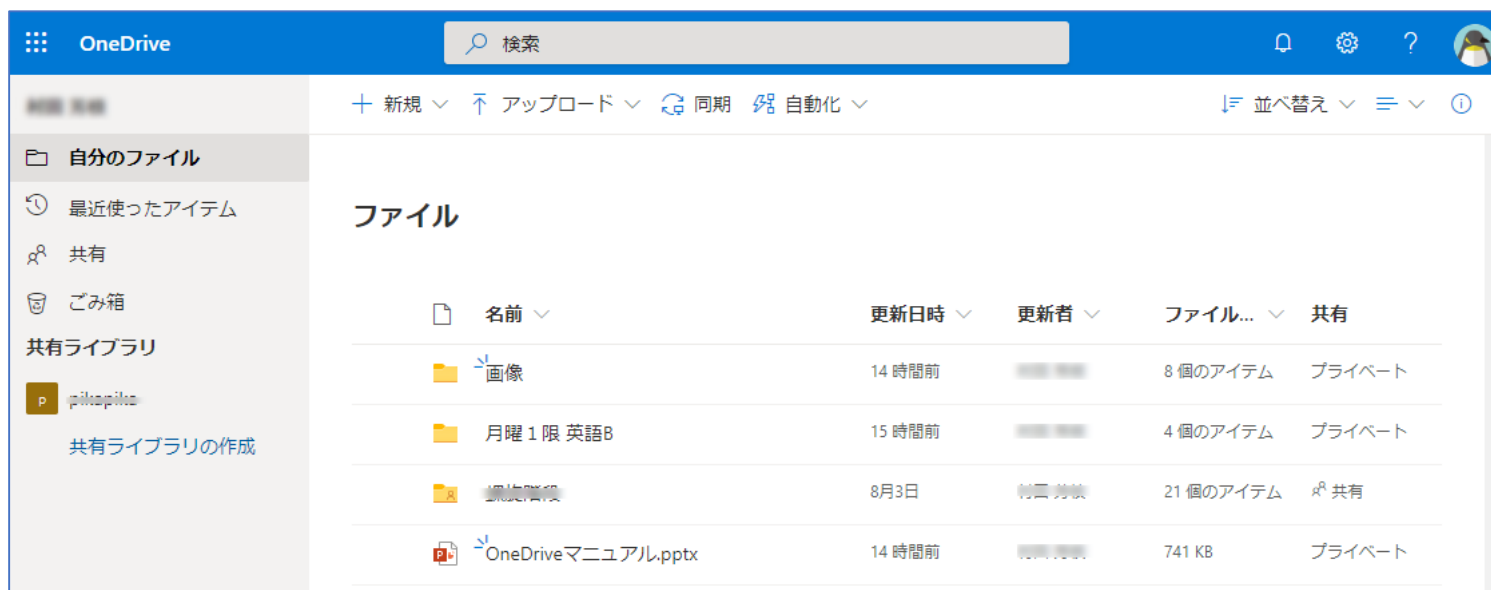 OneDrive
検索
新規
アップロード
同期
自動化
並べ替え
自分のファイル
最近使ったアイテム
共有
ごみ箱
共有ライブラリ
p
共有ライブラリの作成
ファイル
名前 更新日時 更新者 ファイル... 共有
画像 14 時間前 8 個のアイテム プライベート
月曜１限 英語B 15 時間前 4 個のアイテム プライベート
8月3日 21 個のアイテム 共有
OneDriveマニュアル.pptx 14 時間前 741 KB プライベート